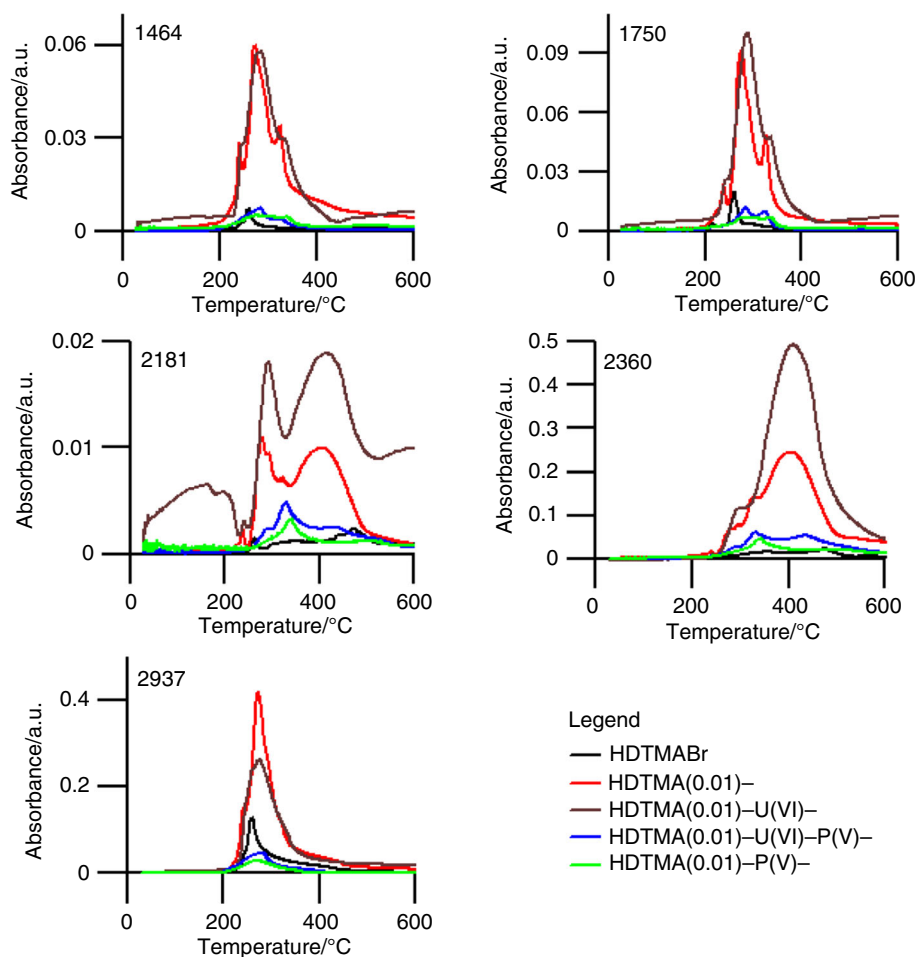 1464
Absorbance/a.u.
0.06
0.03
0
0 200 400 600
Temperature/°C
1750
Absorbance/a.u.
0.09
0.06
0.03
0
0 200 400 600
Temperature/°C
2181
Absorbance/a.u.
0.02
0.01
0
0 200 400 600
Temperature/°C
2360
Absorbance/a.u.
0.5
0.4
0.3
0.2
0.1
0
0 200 400 600
Temperature/°C
2937
Absorbance/a.u.
0.4
0.2
0
0 200 400 600
Temperature/°C
Legend
HDTMABr
HDTMA(0.01)–
HDTMA(0.01)–U(VI)–
HDTMA(0.01)–U(VI)–P(V)–
HDTMA(0.01)–P(V)–